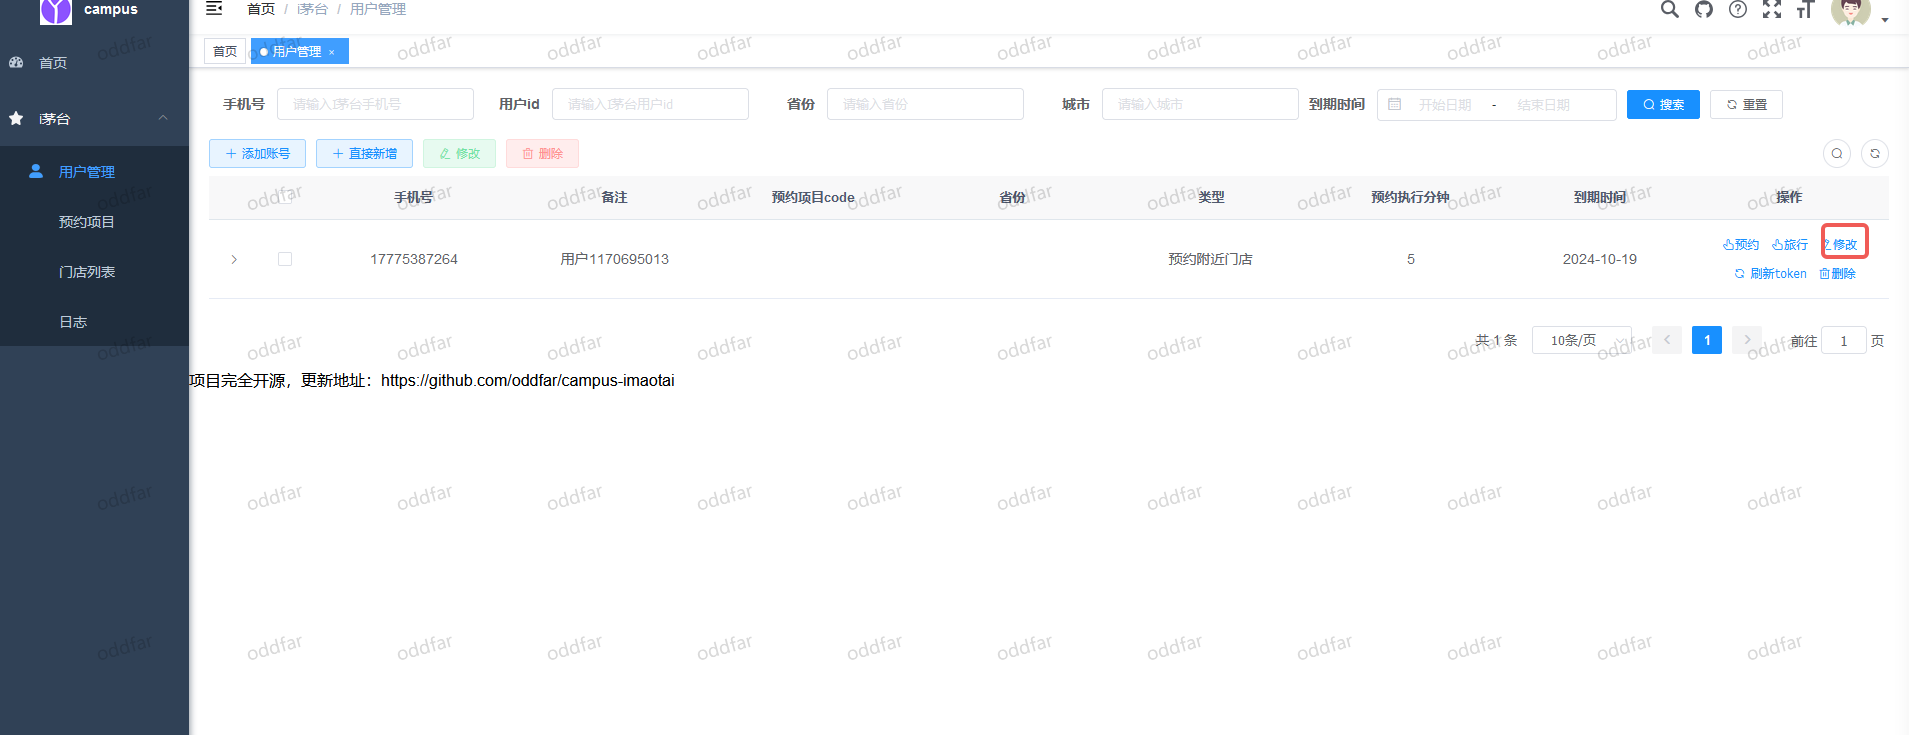 campus
首页 / i茅台 / 用户管理
首页
用户管理 ×
首页
i茅台
用户管理
预约项目
门店列表
日志
手机号 请输入I茅台手机号 用户id 请输入I茅台用户id 省份 请输入省份 城市 请输入城市 到期时间 开始日期 - 结束日期 搜索 重置
添加账号 直接新增 修改 删除
手机号 备注 预约项目code 省份 类型 预约执行分钟 到期时间 操作
17775387264 用户1170695013 预约附近门店 5 2024-10-19 预约 旅行 修改
刷新token 删除
共 1 条 10条/页 1 前往 1 页
项目完全开源，更新地址：https://github.com/oddfar/campus-imaotai
oddfar